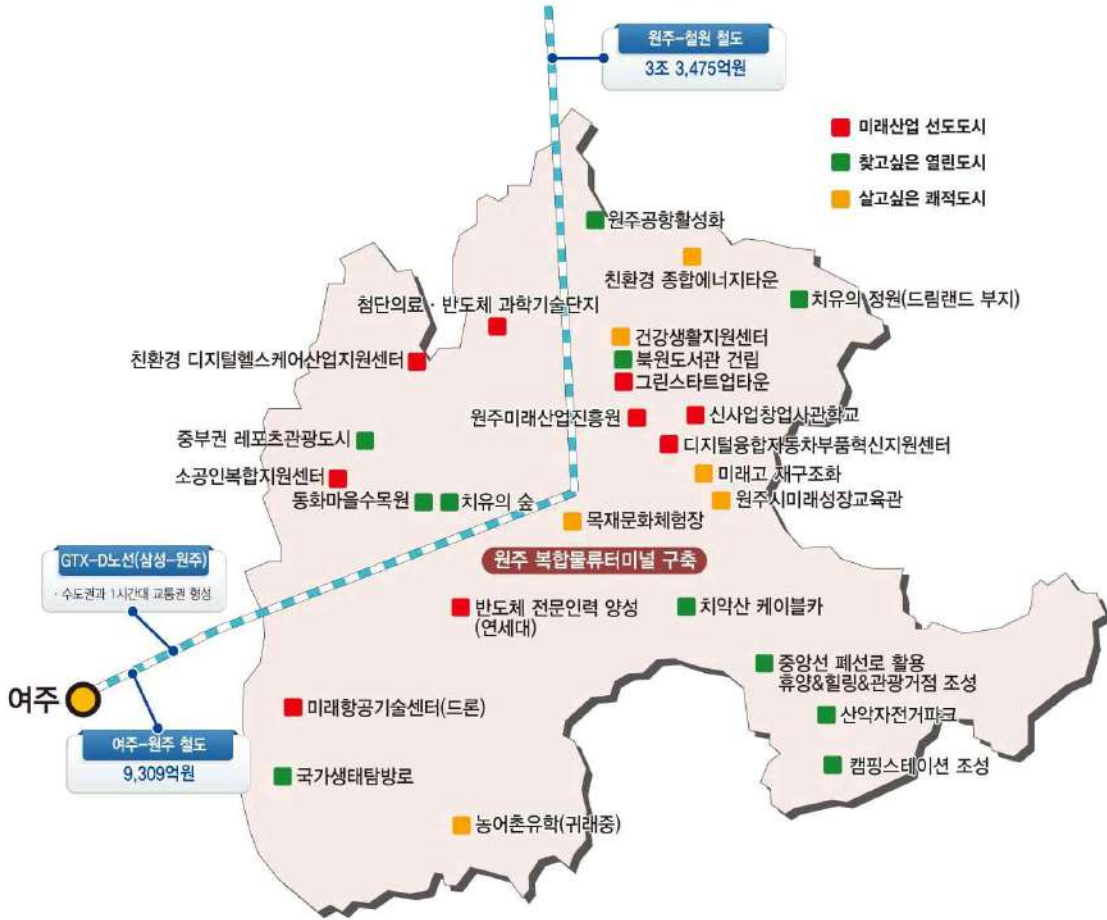 원주-철원 철도
3조 3,475억원
미래산업 선도도시
찾고싶은 열린도시
살고싶은 쾌적도시
원주공항활성화
친환경 종합에너지타운
치유의 정원(드림랜드 부지)
첨단의료·반도체 과학기술단지
건강생활지원센터
친환경 디지털헬스케어산업지원센터
북원도서관 건립
그린스타트업타운
원주미래산업진흥원
신사업창업사관학교
중부권 레포츠관광도시
디지털융합자동차부품혁신지원센터
소공인복합지원센터
미래고 재구조화
동화마을수목원
치유의 숲
원주시미래성장교육관
목재문화체험장
원주 복합물류터미널 구축
GTX-D노선(삼성-원주)
· 수도권과 1시간대 교통권 형성
반도체 전문인력 양성
(연세대)
치악산 케이블카
중앙선 폐선로 활용
휴양&힐링&관광거점 조성
여주
미래항공기술센터(드론)
산악자전거파크
여주-원주 철도
9,309억원
국가생태탐방로
캠핑스테이션 조성
농어촌유학(귀래중)